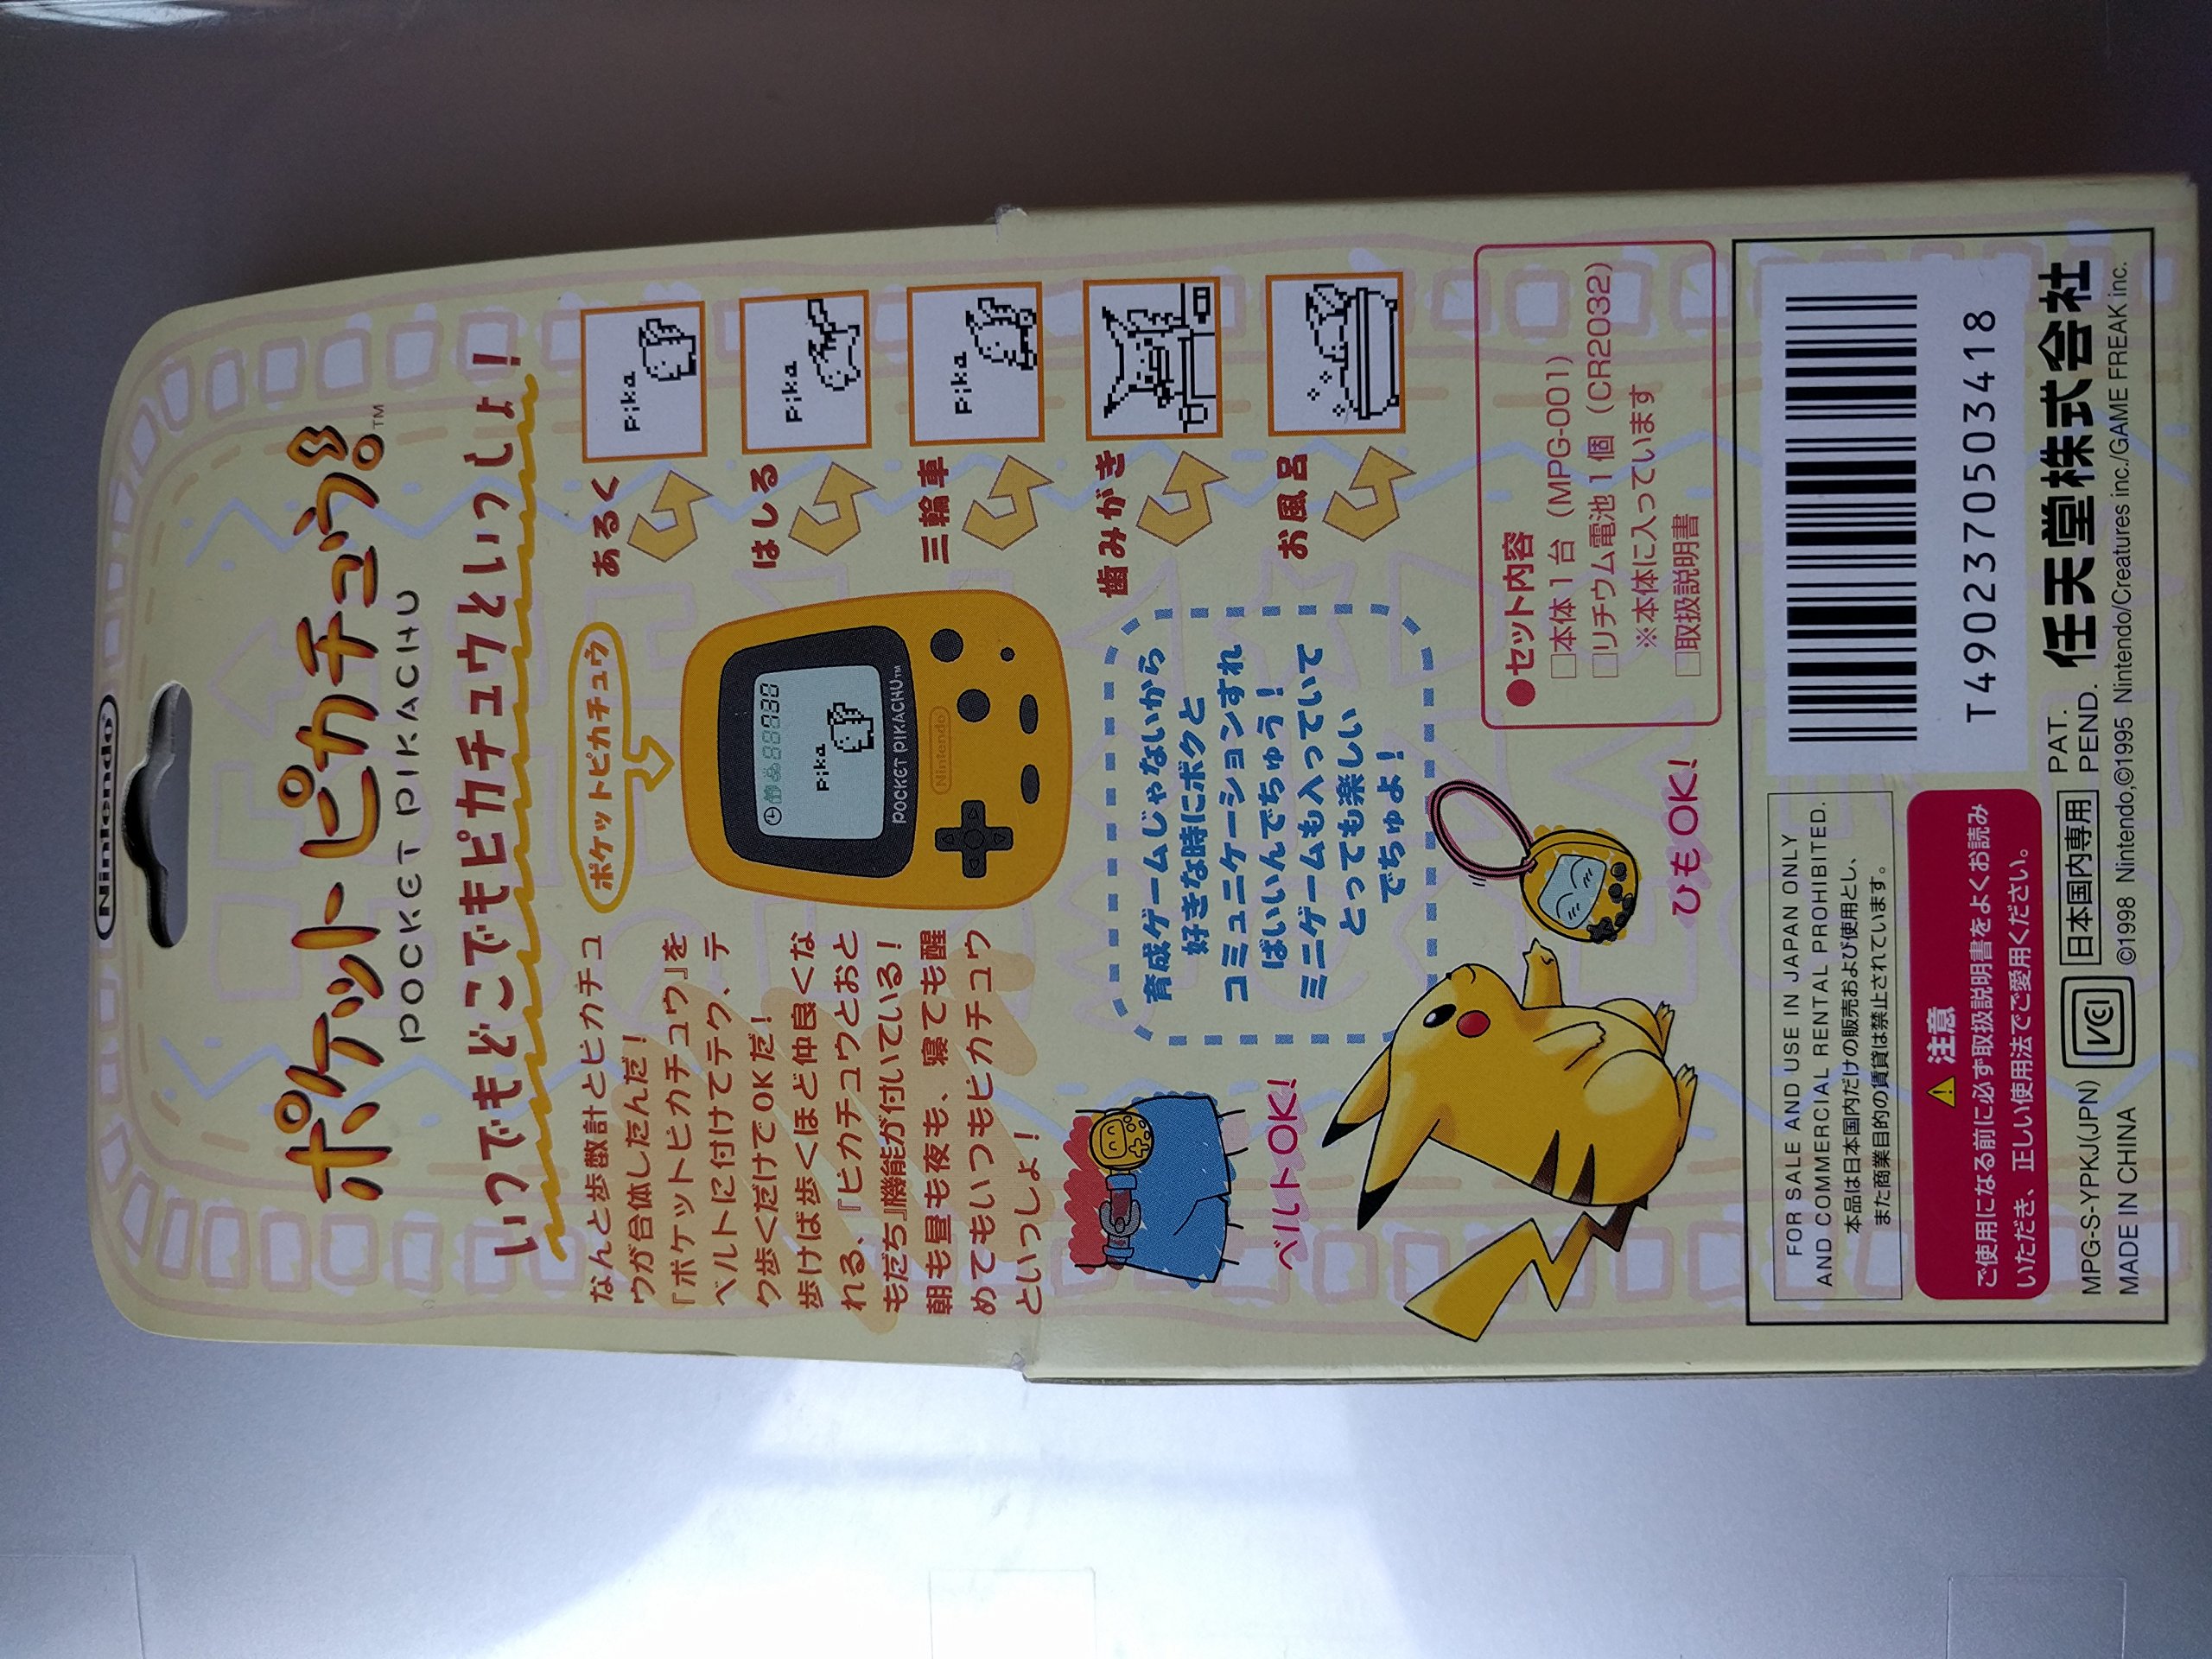 Nintendo®
ポケットピカチュウ!
TM
POCKET PIKACHU
いつでもどこでもピカチュウといっしょ!
なんと歩数計とピカチュ
ウが合体したんだ!
『ポケットピカチュウ』を
ベルトに付けてテク、テ
ク歩くだけでOKだ!
歩けば歩くほど仲良くな
れる、『ピカチュウとおと
もだち』機能が付いている!
朝も昼も夜も、寝ても醒
めてもいつもピカチュウ
といっしょ!
ポケットピカチュウ
Pika
POCKET PIKACHU™
Nintendo
あるく
Pika
はしる
Pika
三輪車
Pika
歯みがき
お風呂
育成ゲームじゃないから
好きな時にボクと
コミュニケーションすれ
ばいいんでちゅう!
ミニゲームも入っていて
とっても楽しい
でちゅよ!
ベルトOK!
ひもOK!
●セット内容
□本体1台(MPG-001)
□リチウム電池1個(CR2032)
※本体に入っています
□取扱説明書
FOR SALE AND USE IN JAPAN ONLY
AND COMMERCIAL RENTAL PROHIBITED.
本品は日本国内だけの販売および使用とし、
また商業目的の賃貸は禁止されています。
⚠ 注意
ご使用になる前に必ず取扱説明書をよくお読み
いただき、正しい使用法でご愛用ください。
T4902370503418
MPG-S-YPKJ(JPN)
MADE IN CHINA
VCI
日本国内専用
PAT.
PEND.
任天堂株式会社
©1998 Nintendo,©1995 Nintendo/Creatures inc./GAME FREAK inc.